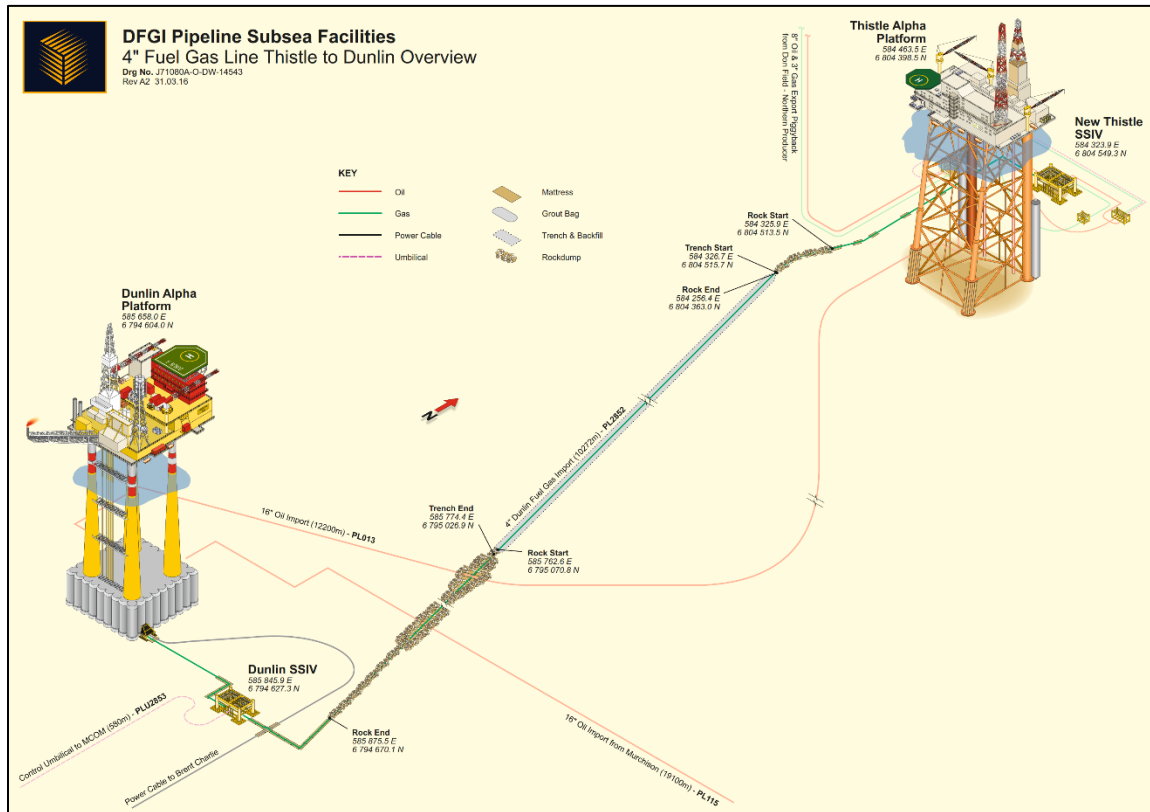 DFGI Pipeline Subsea Facilities
4" Fuel Gas Line Thistle to Dunlin Overview
Drg No. J71080A-O-DW-14543
Rev A2 31.03.16
Thistle Alpha
Platform
584 463.5 E
6 804 398.5 N
8" Oil & 3" Gas Export Piggyback
from Don Field - Northern Producer
New Thistle
SSIV
584 323.9 E
6 804 549.3 N
KEY
Oil
Gas
Power Cable
Umbilical
Mattress
Grout Bag
Trench & Backfill
Rockdump
Rock Start
584 325.9 E
6 804 513.5 N
Trench Start
584 326.7 E
6 804 515.7 N
Rock End
584 256.4 E
6 804 363.0 N
Dunlin Alpha
Platform
585 658.0 E
6 794 604.0 N
N
4" Dunlin Fuel Gas Import (10272m) - PL2852
16" Oil Import (12200m) - PL013
Trench End
585 774.4 E
6 795 026.9 N
Rock Start
585 762.6 E
6 795 070.8 N
Dunlin SSIV
585 845.9 E
6 794 627.3 N
Control Umbilical to MCOM (580m) - PLU2853
Power Cable to Brent Charlie
Rock End
585 875.5 E
6 794 670.1 N
16" Oil Import from Murchison (19100m) - PL115